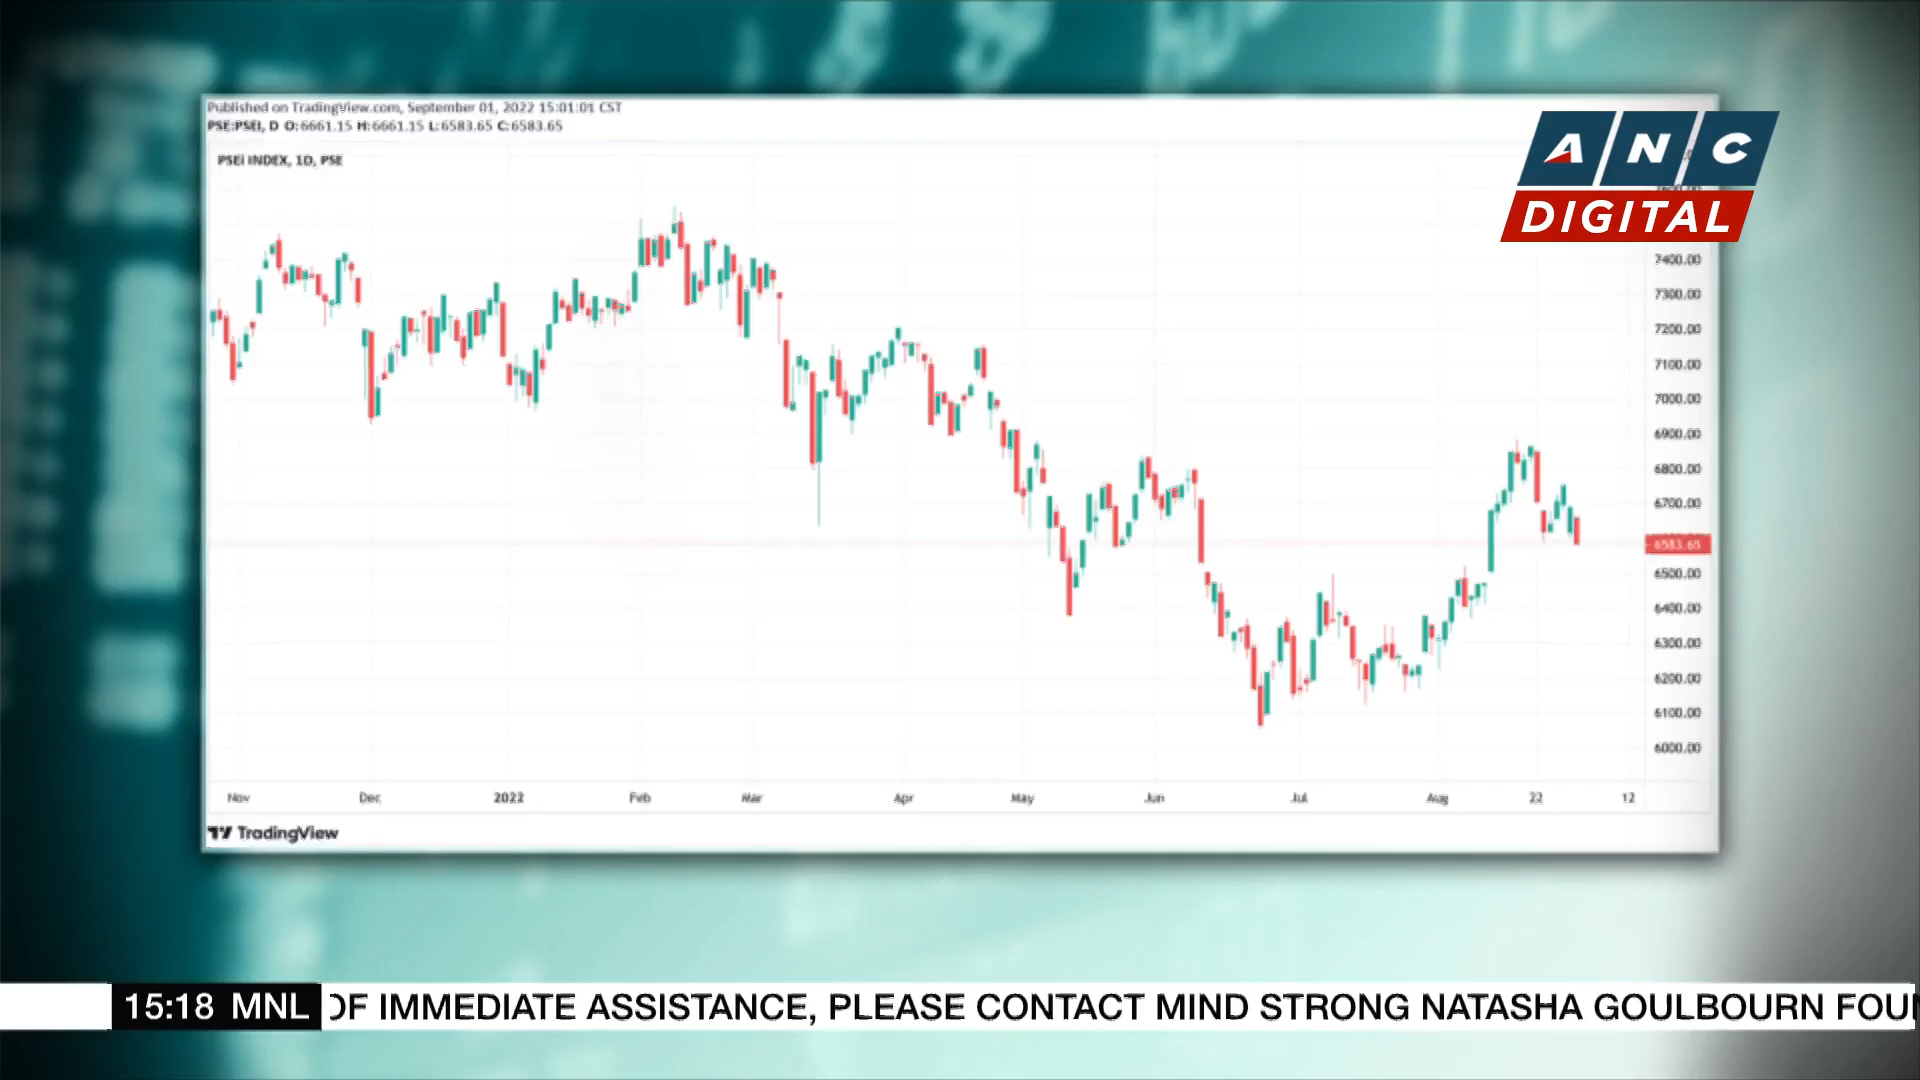 Published on TradingView.com, September 01, 2022 15:01:01 CST
PSE:PSEI, D O:6661.15 H:6661.15 L:6583.65 C:6583.65
PSEi INDEX, 1D, PSE
A N C
DIGITAL
7400.00
7300.00
7200.00
7100.00
7000.00
6900.00
6800.00
6700.00
6583.65
6500.00
6400.00
6300.00
6200.00
6100.00
6000.00
Nov Dec 2022 Feb Mar Apr May Jun Jul Aug 22 12
TradingView
15:18 MNL OF IMMEDIATE ASSISTANCE, PLEASE CONTACT MIND STRONG NATASHA GOULBOURN